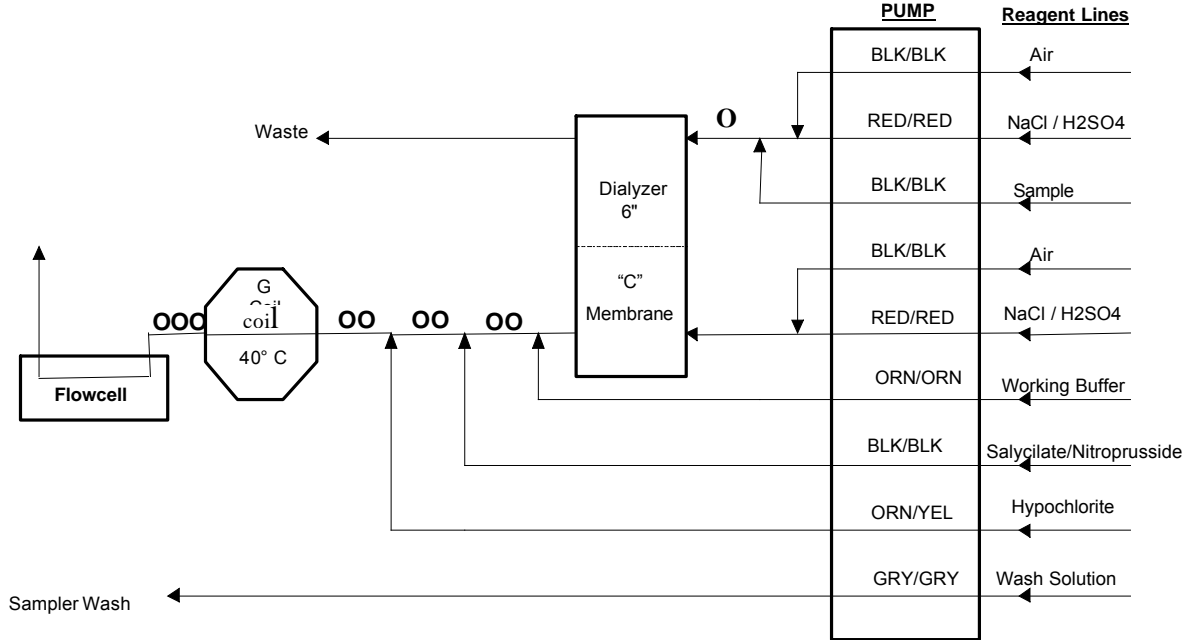 PUMP
Reagent Lines
BLK/BLK
Air
RED/RED
NaCl / H2SO4
O
Waste
BLK/BLK
Sample
Dialyzer
6"
BLK/BLK
Air
"C"
Membrane
RED/RED
NaCl / H2SO4
G
coil
40° C
OOO
OO
OO
OO
Flowcell
ORN/ORN
Working Buffer
BLK/BLK
Salycilate/Nitroprusside
ORN/YEL
Hypochlorite
GRY/GRY
Wash Solution
Sampler Wash